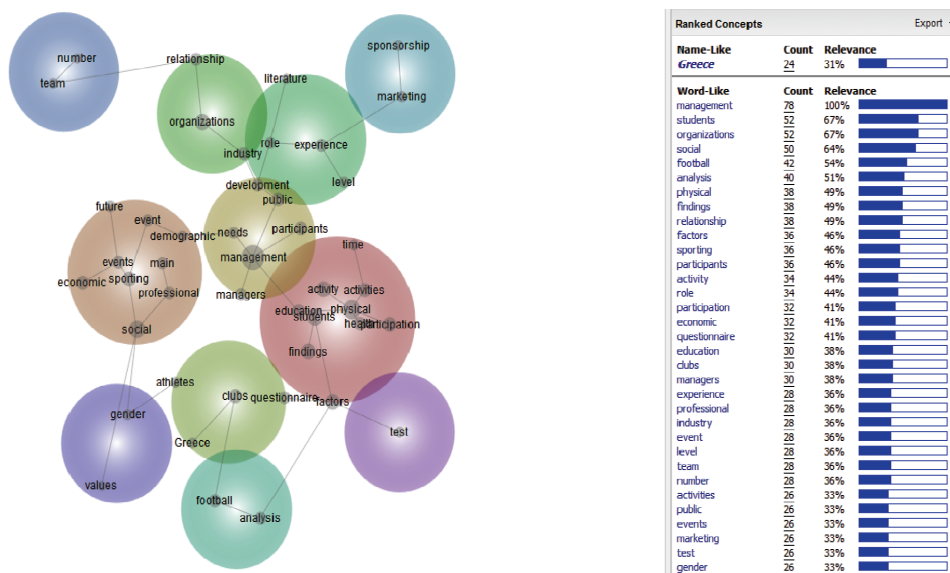 number
team
relationship
literature
sponsorship
marketing
organizations
industry
role
experience
development
level
public
future
event
demographic
needs
participants
management
managers
events
main
economic
sporting
professional
social
time
activity
activities
education
physical
students
health
participation
findings
factors
athletes
gender
values
clubs
questionnaire
Greece
test
football
analysis
Ranked Concepts Export
Name-Like Count Relevance
Greece 24 31%
Word-Like Count Relevance
management 78 100%
students 52 67%
organizations 52 67%
social 50 64%
football 42 54%
analysis 40 51%
physical 38 49%
findings 38 49%
relationship 38 49%
factors 36 46%
sporting 36 46%
participants 36 46%
activity 34 44%
role 34 44%
participation 32 41%
economic 32 41%
questionnaire 32 41%
education 30 38%
clubs 30 38%
managers 30 38%
experience 28 36%
professional 28 36%
industry 28 36%
event 28 36%
level 28 36%
team 28 36%
number 28 36%
activities 26 33%
public 26 33%
events 26 33%
marketing 26 33%
test 26 33%
gender 26 33%